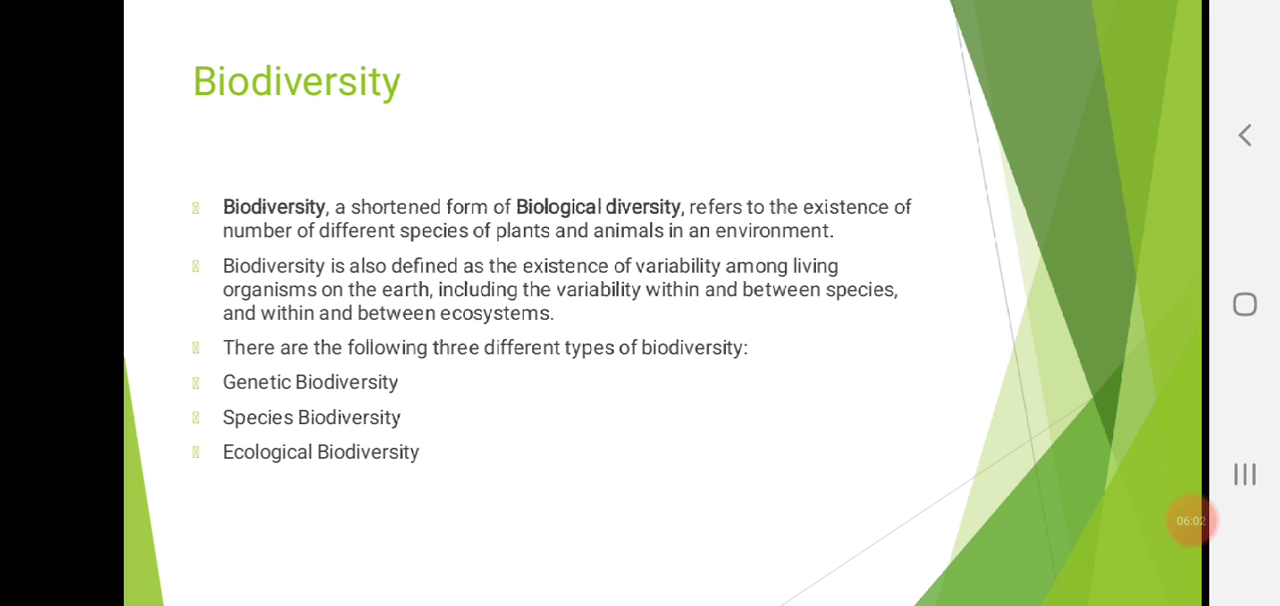 Biodiversity
Biodiversity, a shortened form of Biological diversity, refers to the existence of
number of different species of plants and animals in an environment.
Biodiversity is also defined as the existence of variability among living
organisms on the earth, including the variability within and between species,
and within and between ecosystems.
There are the following three different types of biodiversity:
Genetic Biodiversity
Species Biodiversity
Ecological Biodiversity
06:02